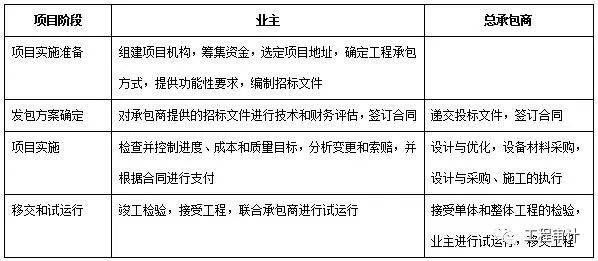 项目阶段 业主 总承包商
项目实施准备 组建项目机构，筹集资金，选定项目地址，确定工程承包
方式，提供功能性要求，编制招标文件
发包方案确定 对承包商提供的招标文件进行技术和财务评估，签订合同 递交投标文件，签订合同
项目实施 检查并控制进度、成本和质量目标，分析变更和索赔，并 设计与优化，设备材料采购，
根据合同进行支付 设计与采购、施工的执行
移交和试运行 竣工检验，接受工程，联合承包商进行试运行 接受单体和整体工程的检验，
业主进行试运行，移交工程
工程审计